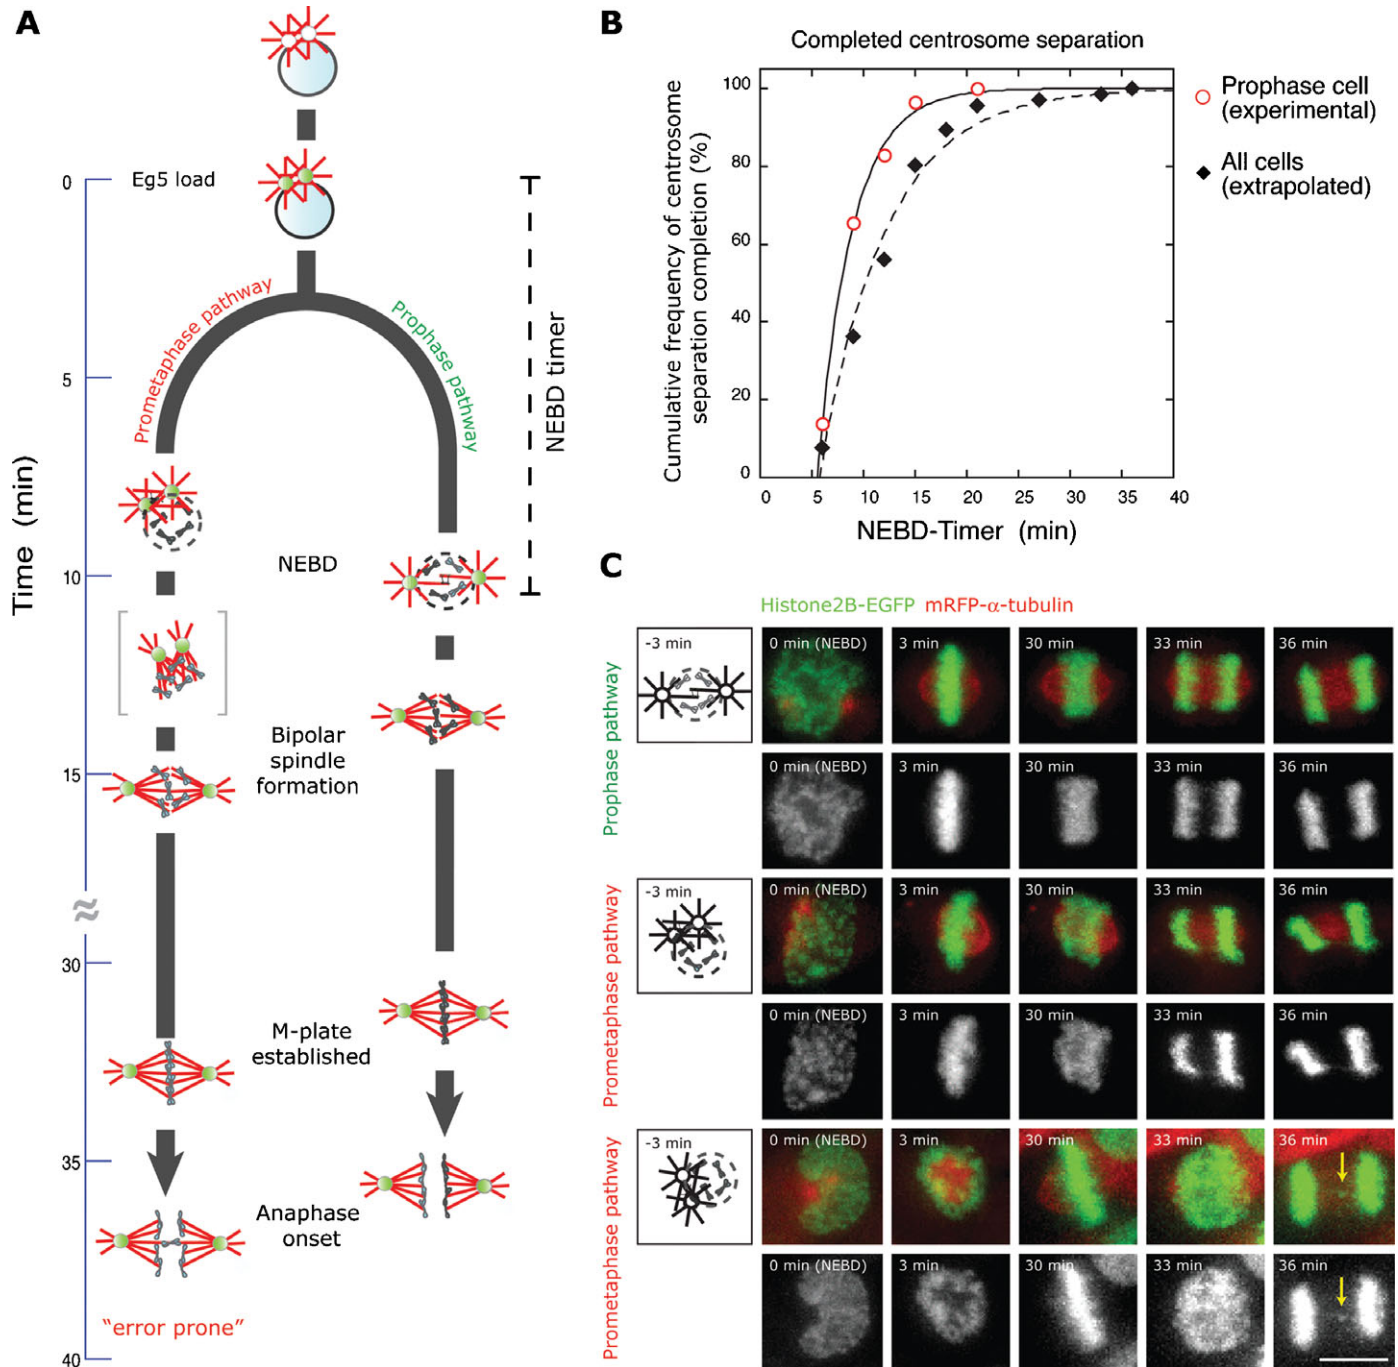 A
Eg5 load
Prometaphase pathway
Prophase pathway
NEBD timer
NEBD
Bipolar
spindle
formation
M-plate
established
Anaphase
onset
"error prone"
Time (min)
0
5
10
15
≈
30
35
40
B
Completed centrosome separation
Cumulative frequency of centrosome
separation completion (%)
100
80
60
40
20
0
0 5 10 15 20 25 30 35 40
NEBD-Timer (min)
Prophase cell
(experimental)
All cells
(extrapolated)
C
Histone2B-EGFP mRFP-α-tubulin
Prophase pathway
-3 min 0 min (NEBD) 3 min 30 min 33 min 36 min
0 min (NEBD) 3 min 30 min 33 min 36 min
Prometaphase pathway
-3 min 0 min (NEBD) 3 min 30 min 33 min 36 min
0 min (NEBD) 3 min 30 min 33 min 36 min
Prometaphase pathway
-3 min 0 min (NEBD) 3 min 30 min 33 min 36 min
0 min (NEBD) 3 min 30 min 33 min 36 min